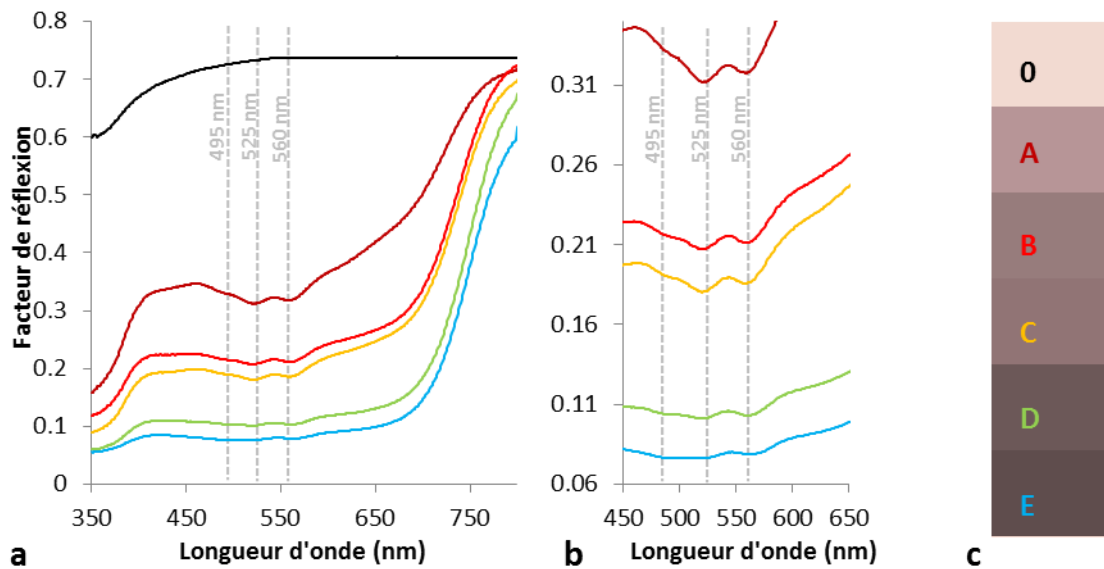 0.8
0.7
0.6
0.5
0.4
0.3
0.2
0.1
0
Facteur de réflexion
495 nm
525 nm
560 nm
350 450 550 650 750
Longueur d'onde (nm)
a
0.31
0.26
0.21
0.16
0.11
0.06
495 nm
525 nm
560 nm
450 500 550 600 650
Longueur d'onde (nm)
b
0
A
B
C
D
E
c